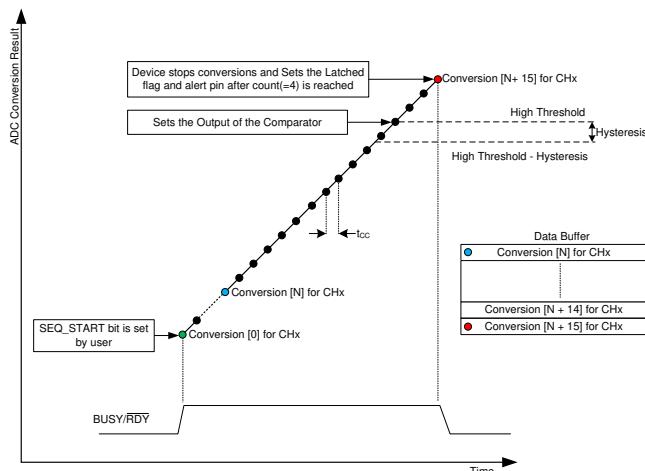 ADC Conversion Result
Device stops conversions and Sets the Latched
flag and alert pin after count(=4) is reached
Conversion [N+ 15] for CHx
Sets the Output of the Comparator
High Threshold
Hysteresis
High Threshold - Hysteresis
tCC
Data Buffer
Conversion [N] for CHx
Conversion [N + 14] for CHx
Conversion [N + 15] for CHx
Conversion [N] for CHx
SEQ_START bit is set
by user
Conversion [0] for CHx
BUSY/RDY
Time